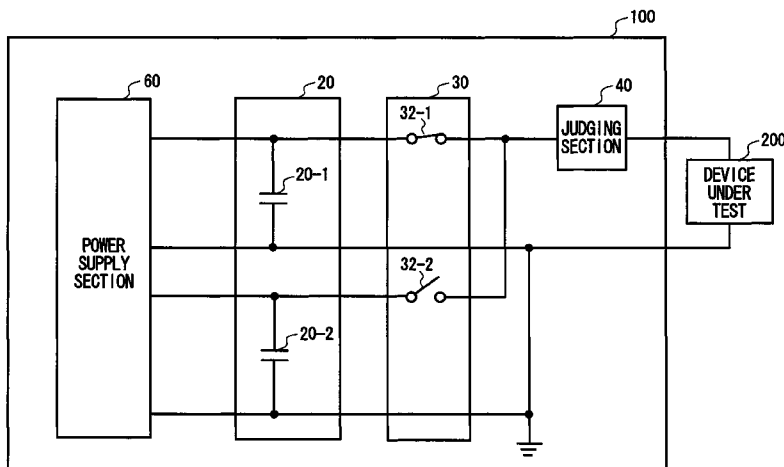 100
60
20
30
40
32-1
JUDGING
SECTION
200
DEVICE
UNDER
TEST
20-1
POWER
SUPPLY
SECTION
32-2
20-2